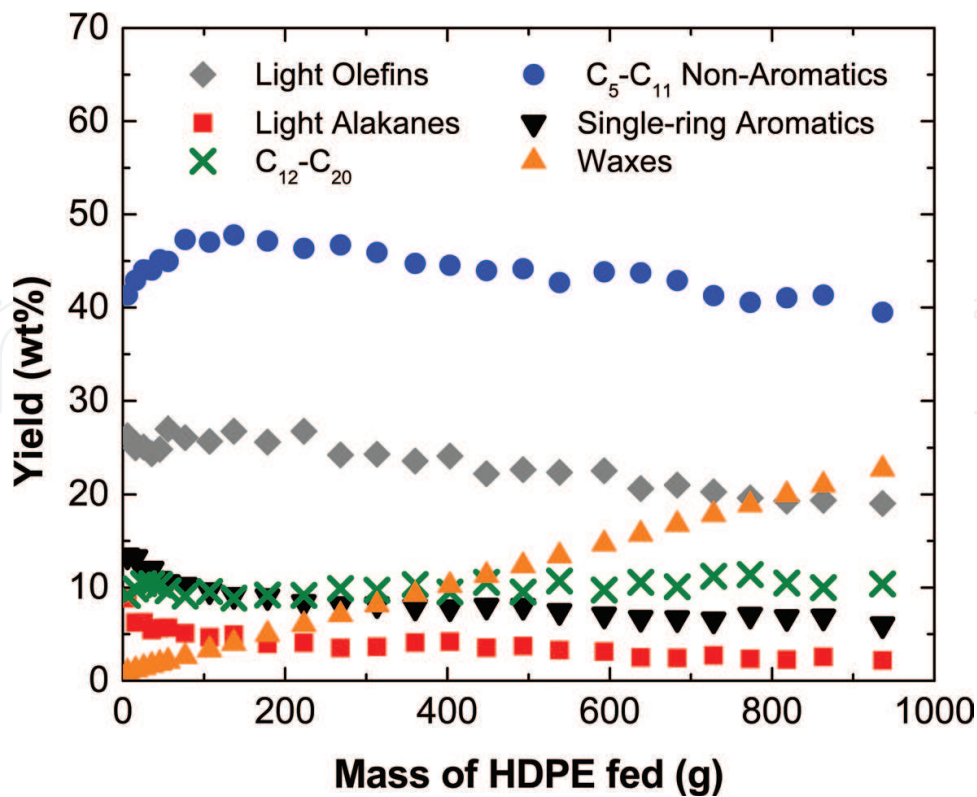 70
60
50
40
30
20
10
0
Yield (wt%)
Light Olefins
C₅-C₁₁ Non-Aromatics
Light Alakanes
Single-ring Aromatics
C₁₂-C₂₀
Waxes
0 200 400 600 800 1000
Mass of HDPE fed (g)